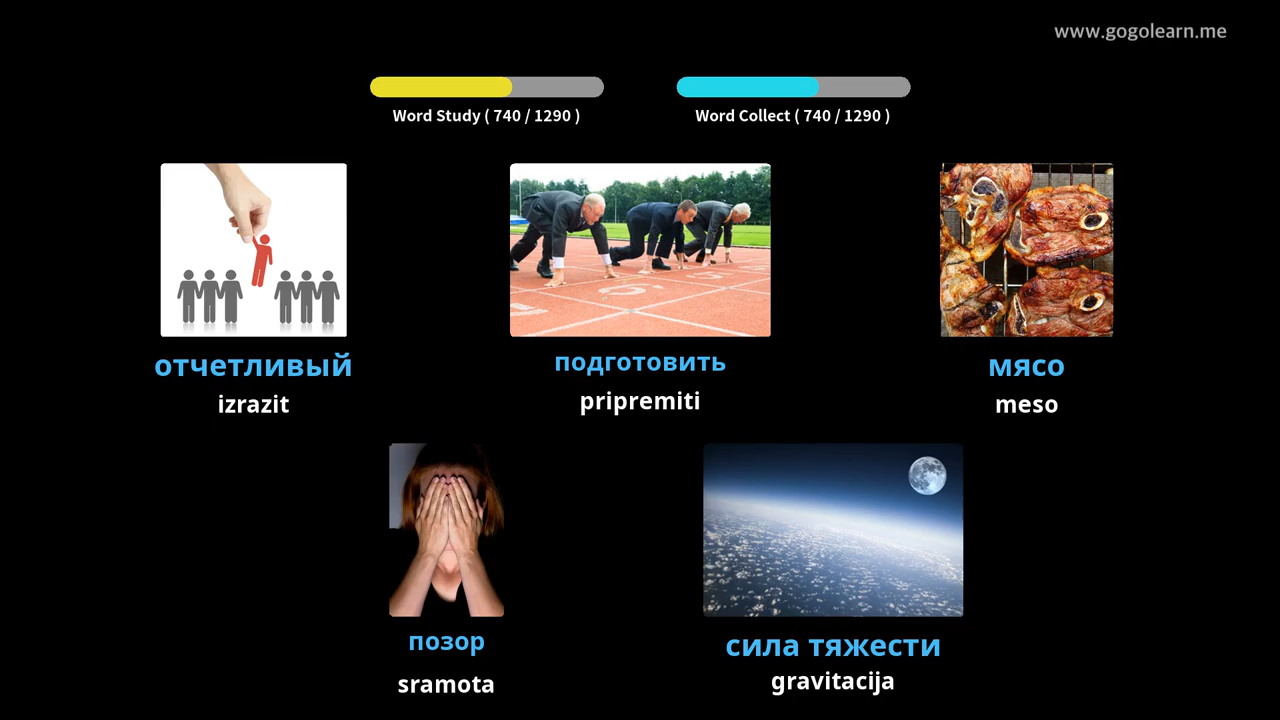 www.gogolearn.me
Word Study ( 740 / 1290 )
Word Collect ( 740 / 1290 )
отчетливый
izrazit
подготовить
pripremiti
мясо
meso
позор
sramota
сила тяжести
gravitacija